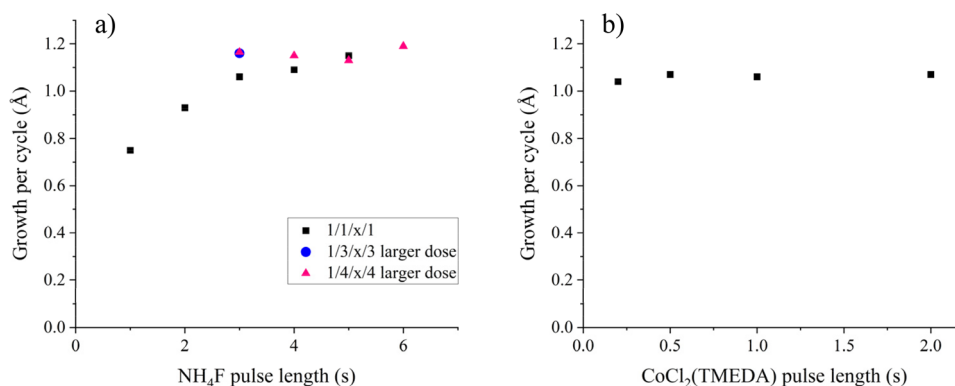 a)
Growth per cycle (Å)
1.2
1.0
0.8
0.6
0.4
0.2
0.0
0
2
4
6
NH₄F pulse length (s)
1/1/x/1
1/3/x/3 larger dose
1/4/x/4 larger dose
b)
Growth per cycle (Å)
1.2
1.0
0.8
0.6
0.4
0.2
0.0
0.0
0.5
1.0
1.5
2.0
CoCl₂(TMEDA) pulse length (s)